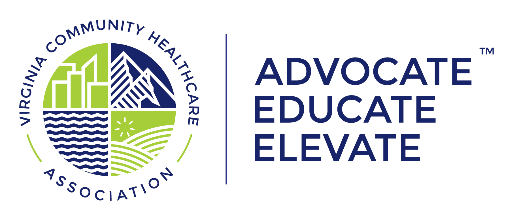 VIRGINIA COMMUNITY HEALTHCARE
ASSOCIATION
ADVOCATE™
EDUCATE
ELEVATE